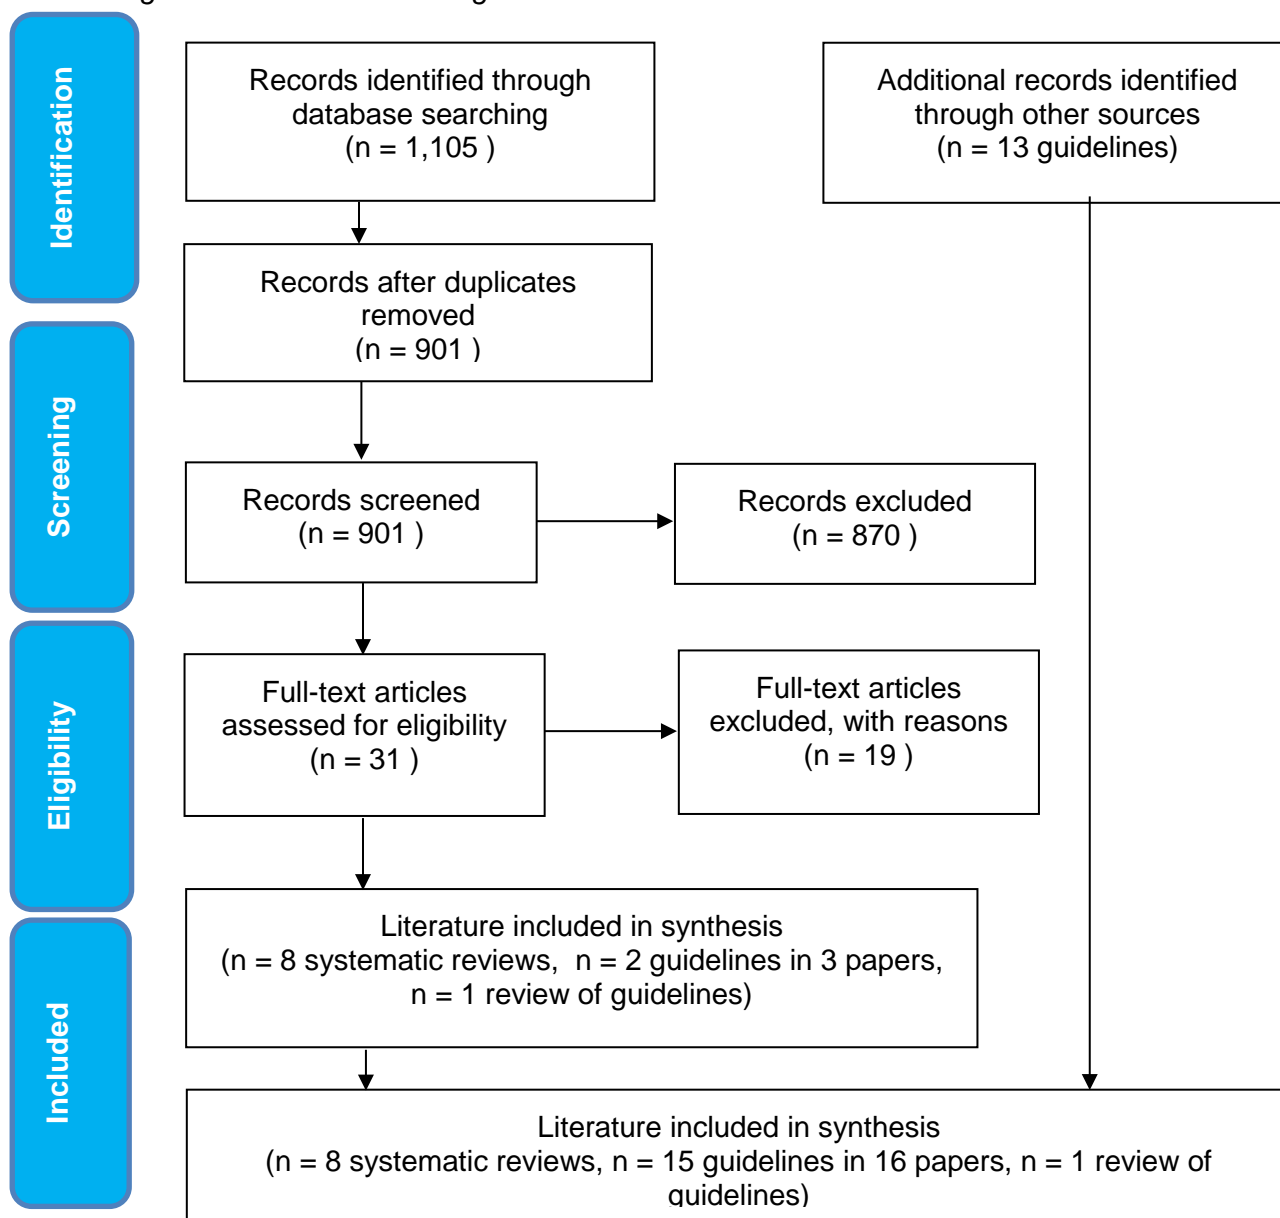 Identification
Records identified through
database searching
(n = 1,105 )
Additional records identified
through other sources
(n = 13 guidelines)
Records after duplicates
removed
(n = 901 )
Screening
Records screened
(n = 901 )
Records excluded
(n = 870 )
Eligibility
Full-text articles
assessed for eligibility
(n = 31 )
Full-text articles
excluded, with reasons
(n = 19 )
Included
Literature included in synthesis
(n = 8 systematic reviews,  n = 2 guidelines in 3 papers,
n = 1 review of guidelines)
Literature included in synthesis
(n = 8 systematic reviews, n = 15 guidelines in 16 papers, n = 1 review of
guidelines)